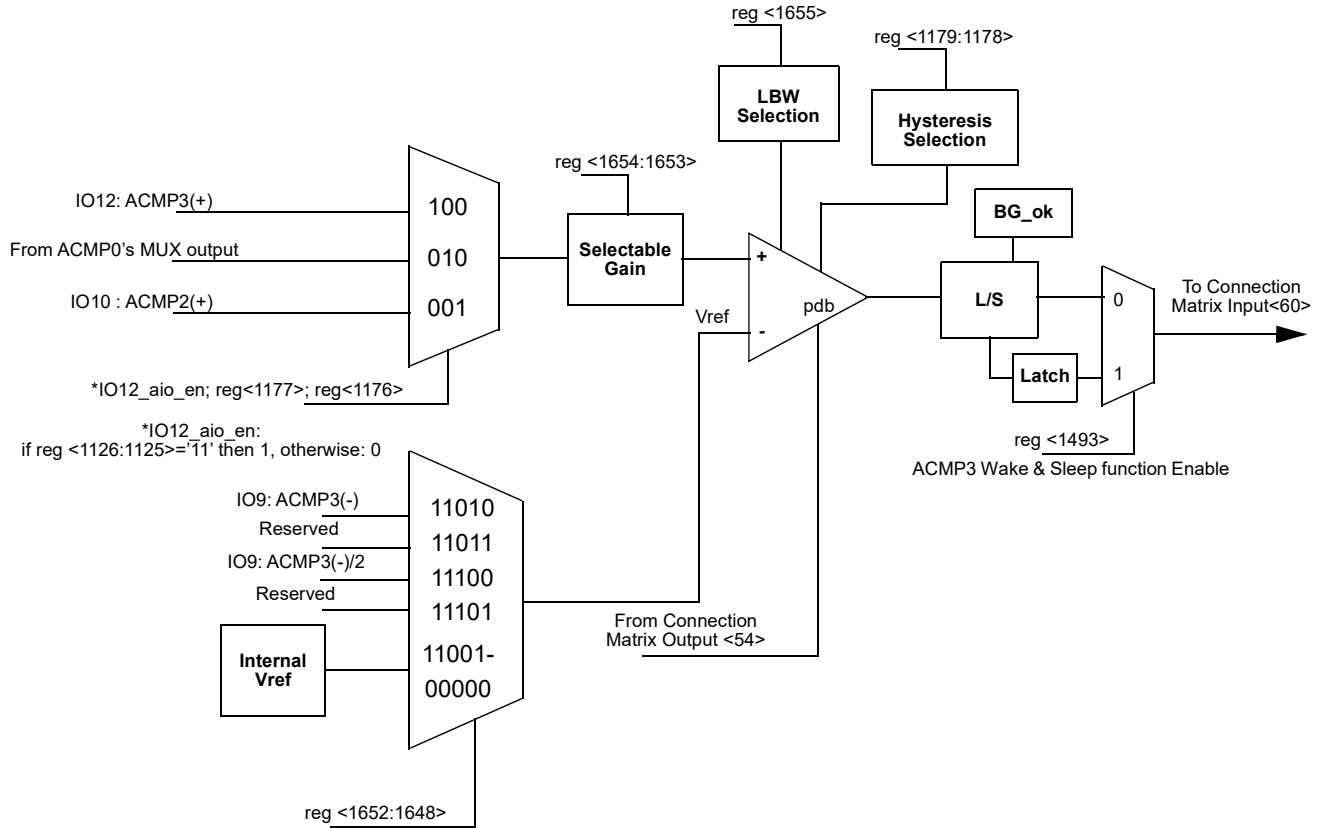 reg <1655>
reg <1179:1178>
LBW
Selection
Hysteresis
Selection
reg <1654:1653>
IO12: ACMP3(+)
100
BG_ok
From ACMP0's MUX output
010
Selectable
Gain
+
IO10 : ACMP2(+)
001
L/S
0
To Connection
Matrix Input<60>
Vref
pdb
-
Latch
1
*IO12_aio_en; reg<1177>; reg<1176>
*IO12_aio_en:
if reg <1126:1125>='11' then 1, otherwise: 0
reg <1493>
ACMP3 Wake & Sleep function Enable
IO9: ACMP3(-)
11010
Reserved
11011
IO9: ACMP3(-)/2
11100
Reserved
11101
From Connection
Matrix Output <54>
Internal
Vref
11001-
00000
reg <1652:1648>